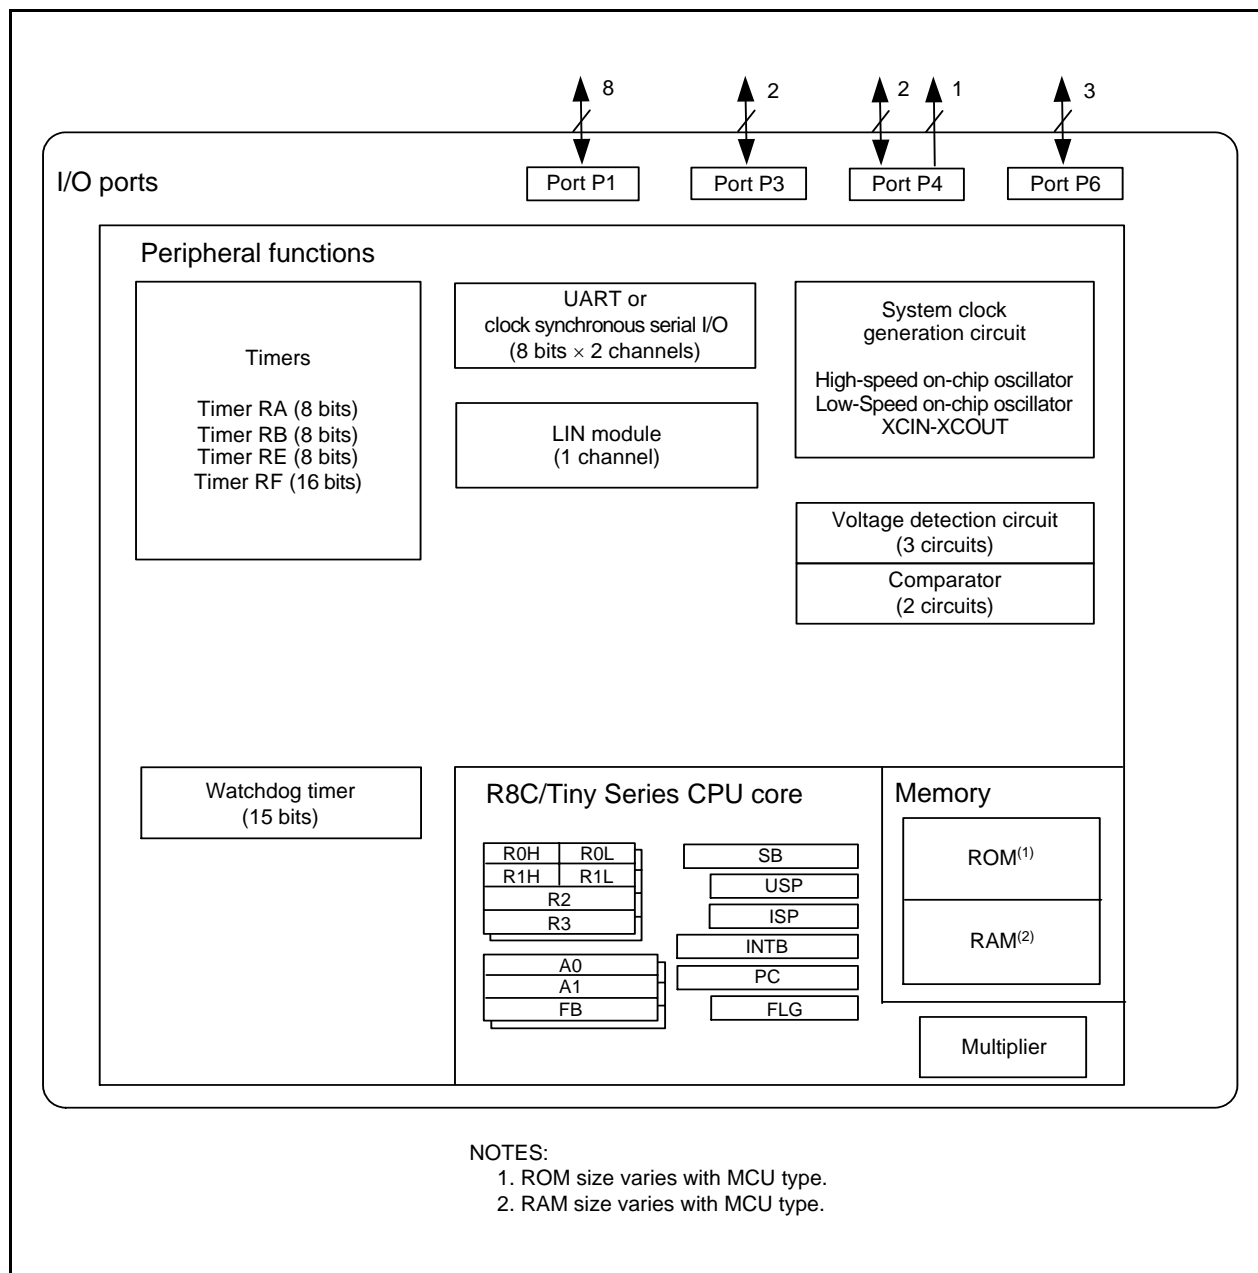 8
2
2
1
3
I/O ports
Port P1
Port P3
Port P4
Port P6
Peripheral functions
Timers
Timer RA (8 bits)
Timer RB (8 bits)
Timer RE (8 bits)
Timer RF (16 bits)
UART or
clock synchronous serial I/O
(8 bits × 2 channels)
LIN module
(1 channel)
System clock
generation circuit
High-speed on-chip oscillator
Low-Speed on-chip oscillator
XCIN-XCOUT
Voltage detection circuit
(3 circuits)
Comparator
(2 circuits)
Watchdog timer
(15 bits)
R8C/Tiny Series CPU core
R0H
R0L
R1H
R1L
R2
R3
A0
A1
FB
SB
USP
ISP
INTB
PC
FLG
Memory
ROM(1)
RAM(2)
Multiplier
NOTES:
1. ROM size varies with MCU type.
2. RAM size varies with MCU type.